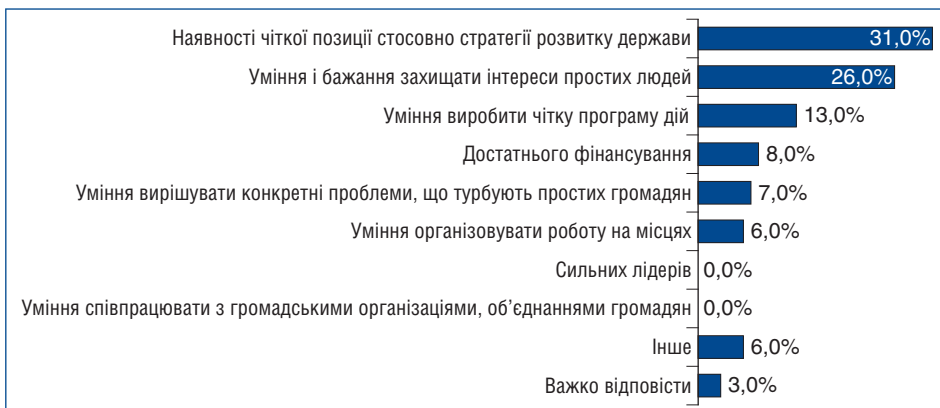 Наявності чіткої позиції стосовно стратегії розвитку держави 31,0%
Уміння і бажання захищати інтереси простих людей 26,0%
Уміння виробити чітку програму дій 13,0%
Достатнього фінансування 8,0%
Уміння вирішувати конкретні проблеми, що турбують простих громадян 7,0%
Уміння організовувати роботу на місцях 6,0%
Сильних лідерів 0,0%
Уміння співпрацювати з громадськими організаціями, об’єднаннями громадян 0,0%
Інше 6,0%
Важко відповісти 3,0%